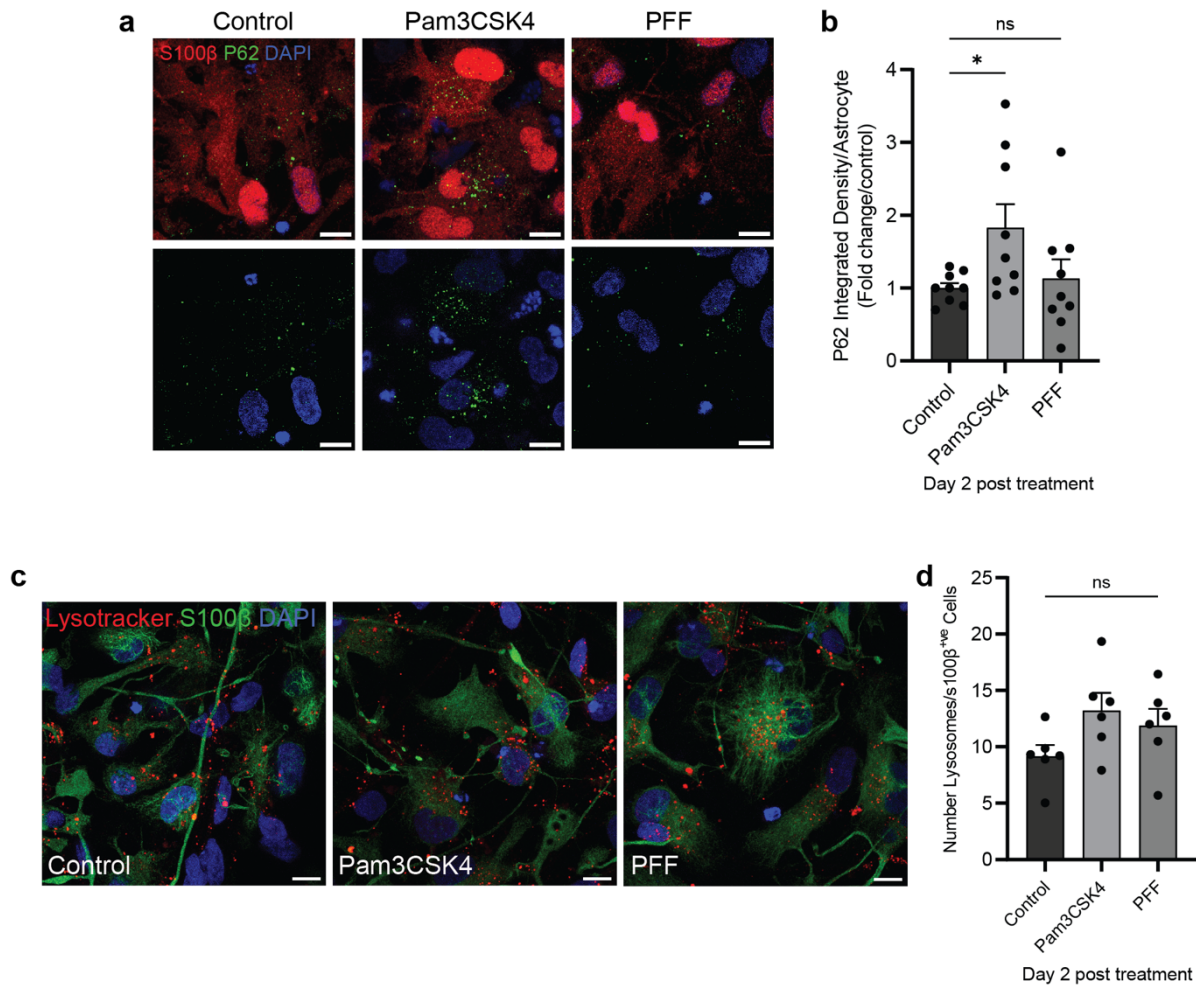 a
Control
Pam3CSK4
PFF
S100β P62 DAPI
b
ns
*
P62 Integrated Density/Astrocyte
(Fold change/control)
4
3
2
1
0
Control
Pam3CSK4
PFF
Day 2 post treatment
c
Lysotracker S100β DAPI
Control
Pam3CSK4
PFF
d
ns
Number Lysosomes/s100β+ve Cells
25
20
15
10
5
0
Control
Pam3CSK4
PFF
Day 2 post treatment